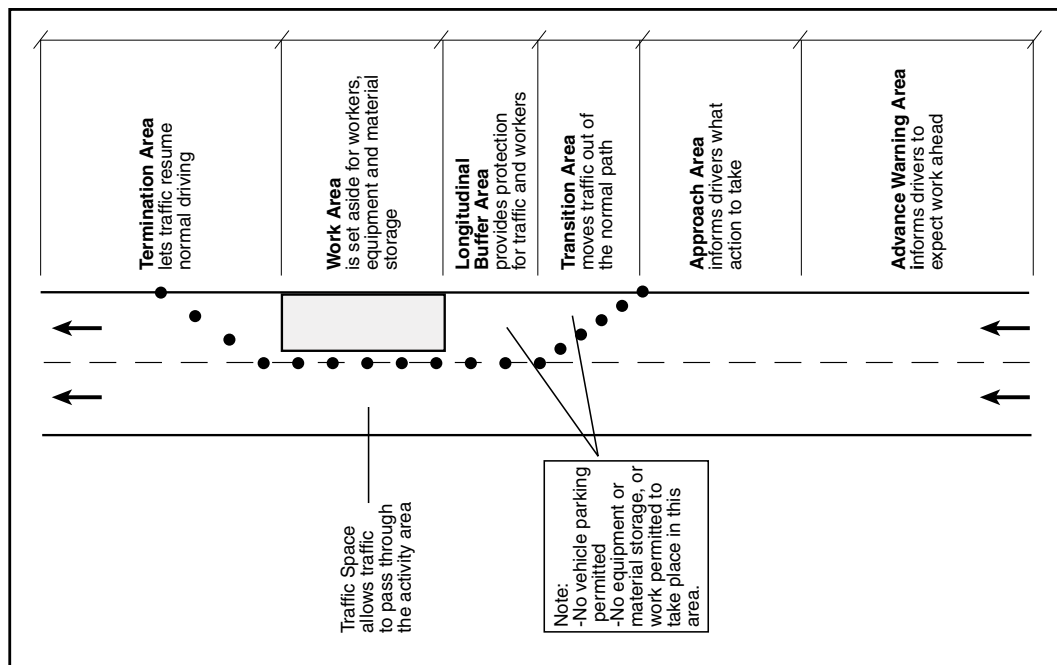 Termination Area
lets traffic resume
normal driving
Work Area
is set aside for workers,
equipment and material
storage
Longitudinal
Buffer Area
provides protection
for traffic and workers
Transition Area
moves traffic out of
the normal path
Approach Area
informs drivers what
action to take
Advance Warning Area
informs drivers to
expect work ahead
Traffic Space
allows traffic
to pass through
the activity area
Note:
-No vehicle parking
permitted
-No equipment or
material storage, or
work permitted to
take place in this
area.